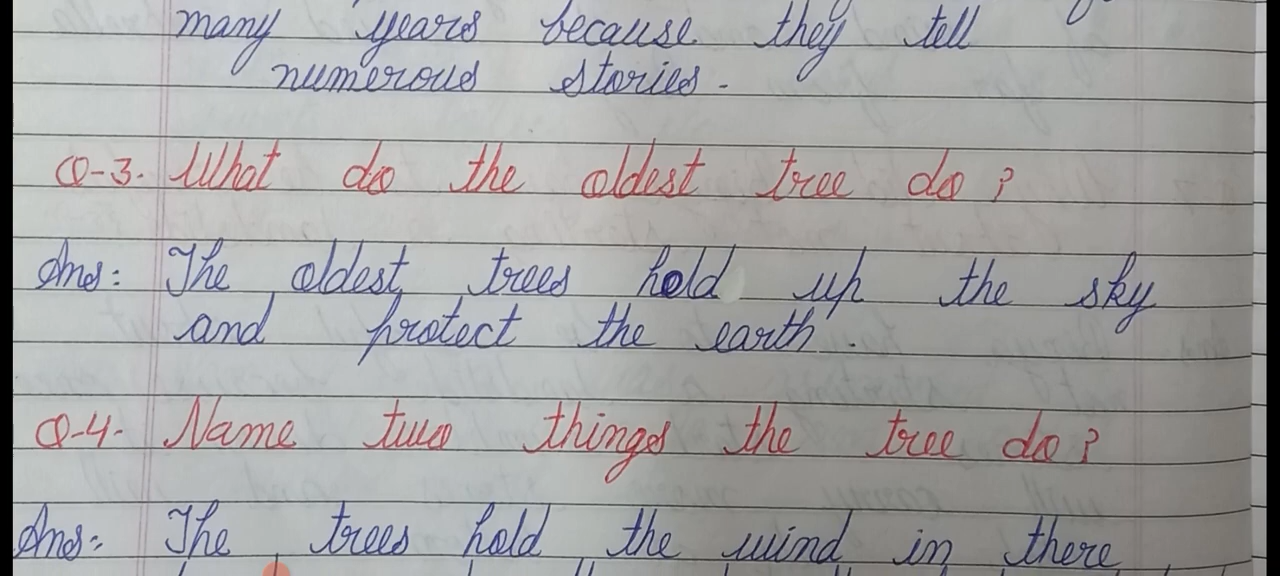 many years because they tell
numerous stories.
Q-3. What do the oldest tree do ?
Ans: The oldest trees hold up the sky
and protect the earth.
Q-4. Name two things the tree do ?
Ans:- The trees hold the wind in there